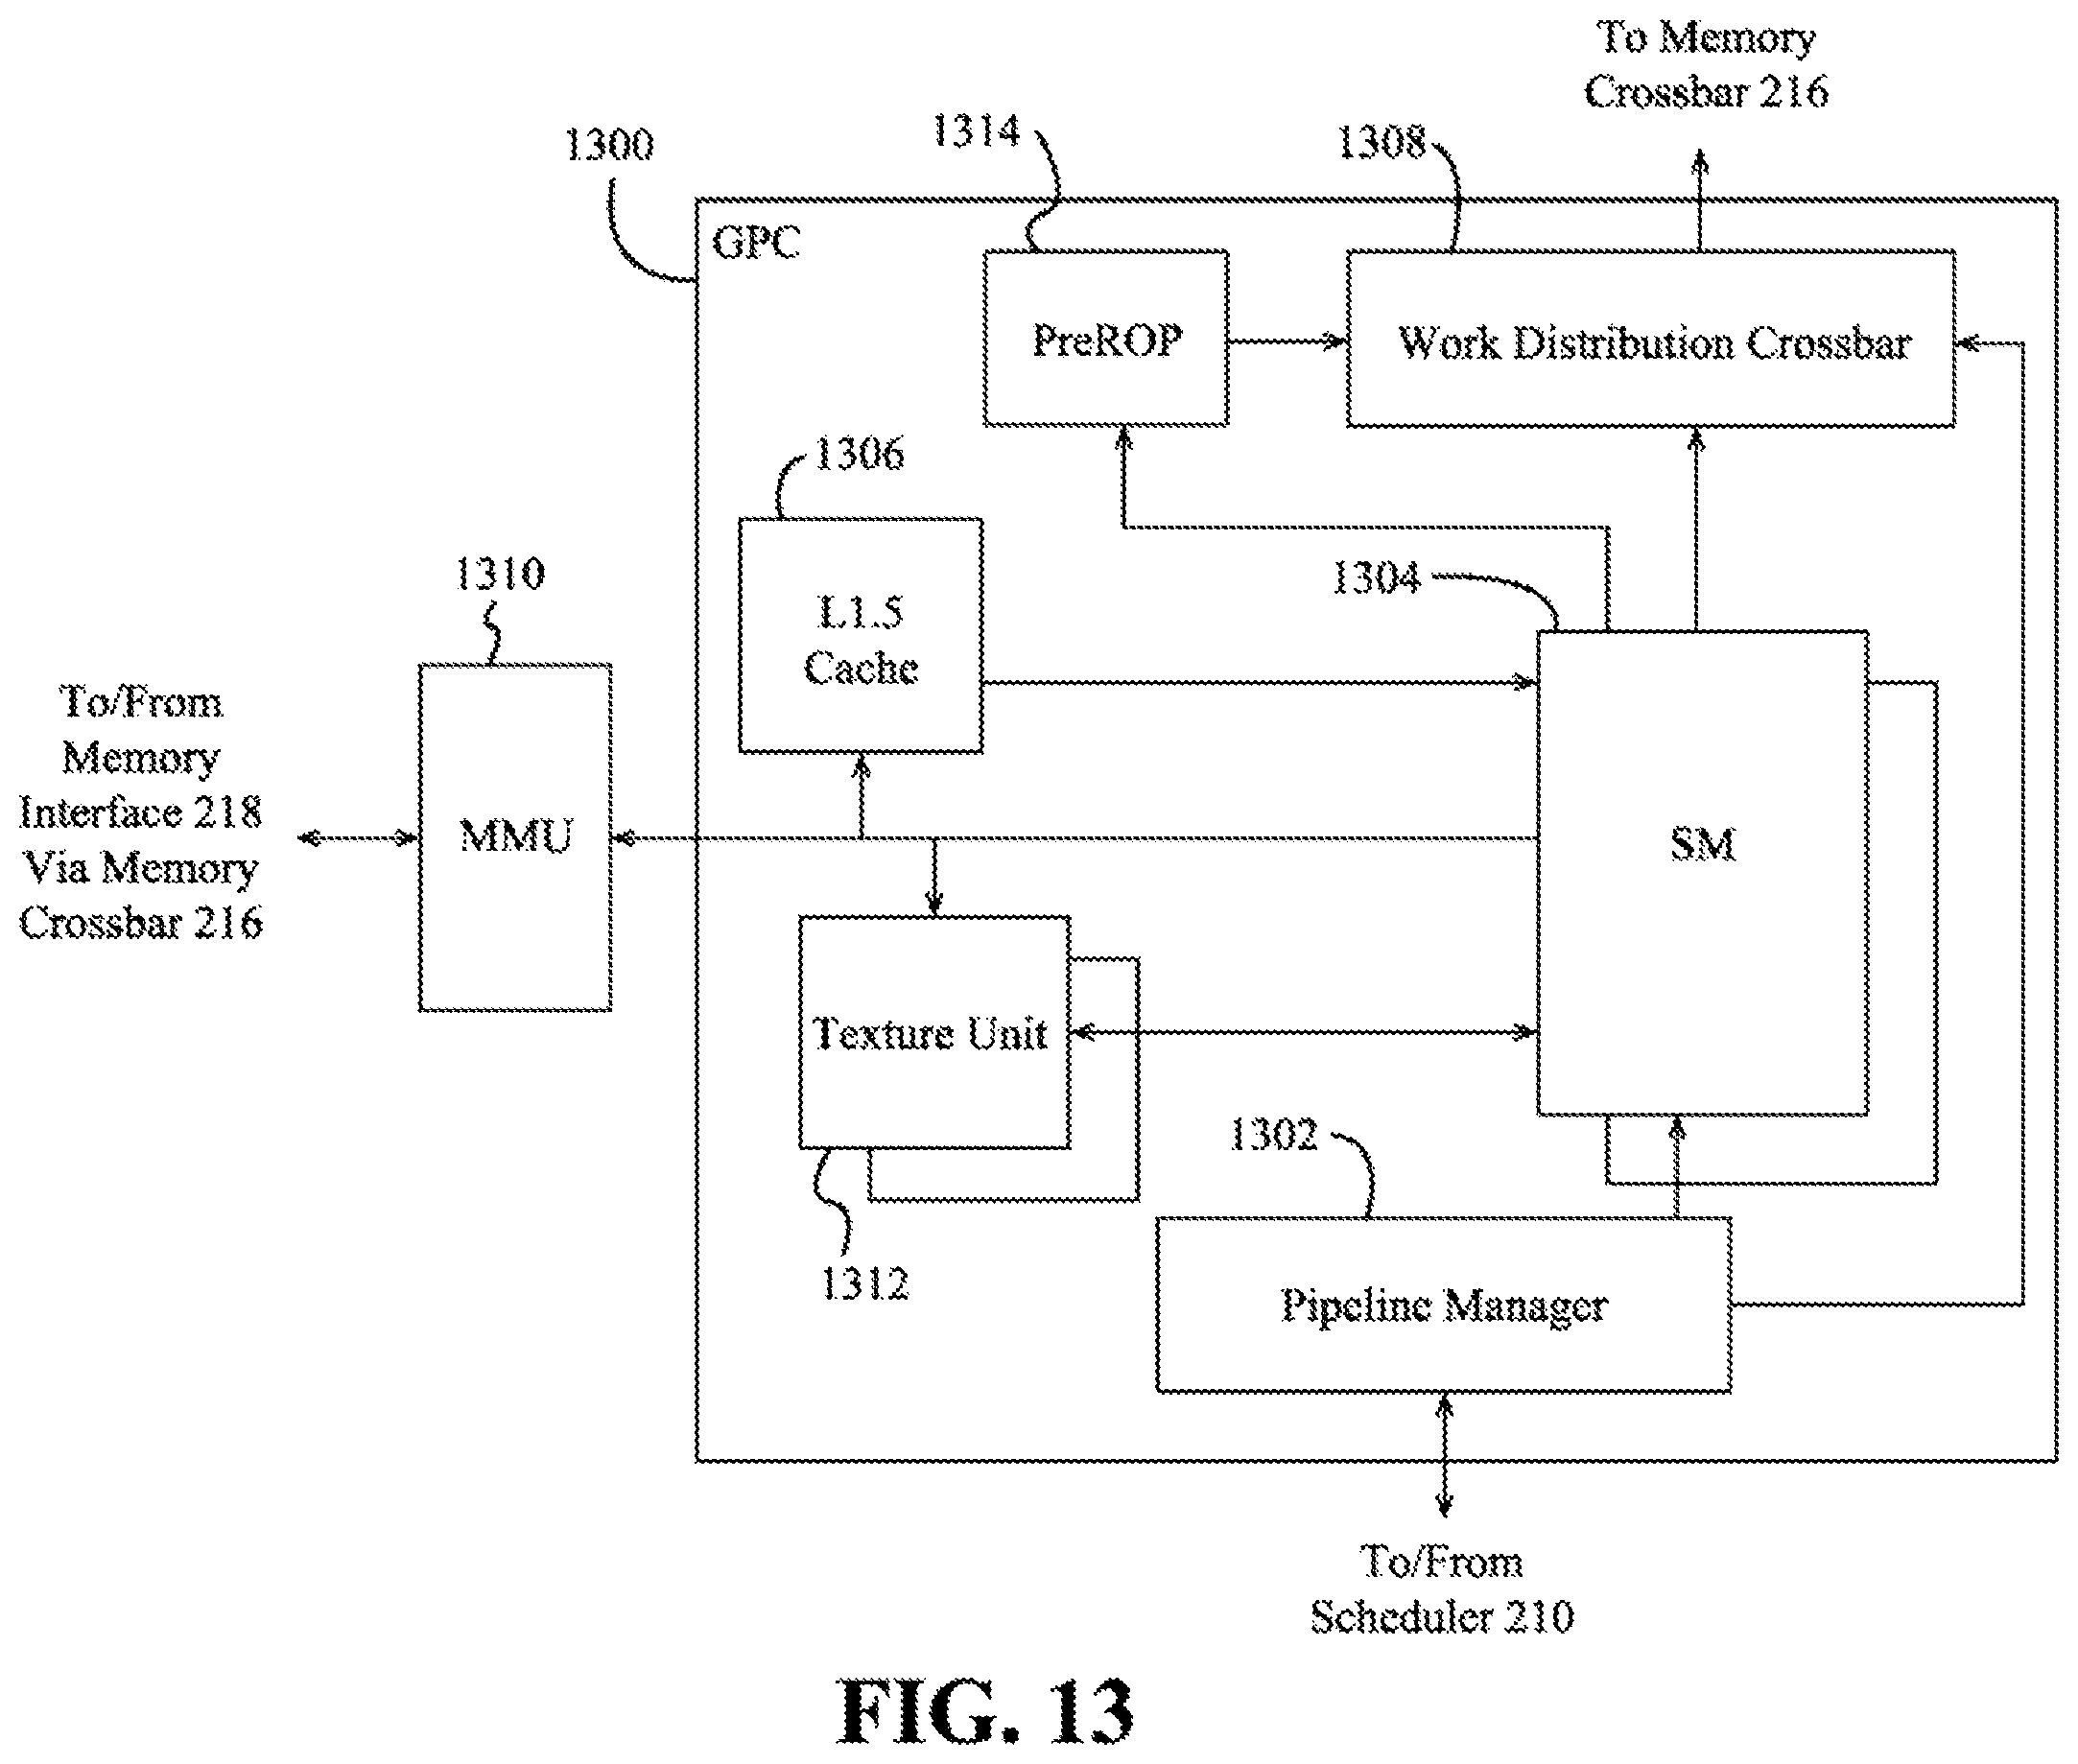 To Memory
Crossbar 216
1314
1308
1300
GPC
PreROP
Work Distribution Crossbar
1306
1310
1304
L1.5
Cache
To/From
Memory
Interface 218
Via Memory
Crossbar 216
MMU
SM
Texture Unit
1302
1312
Pipeline Manager
To/From
Scheduler 210
FIG. 13